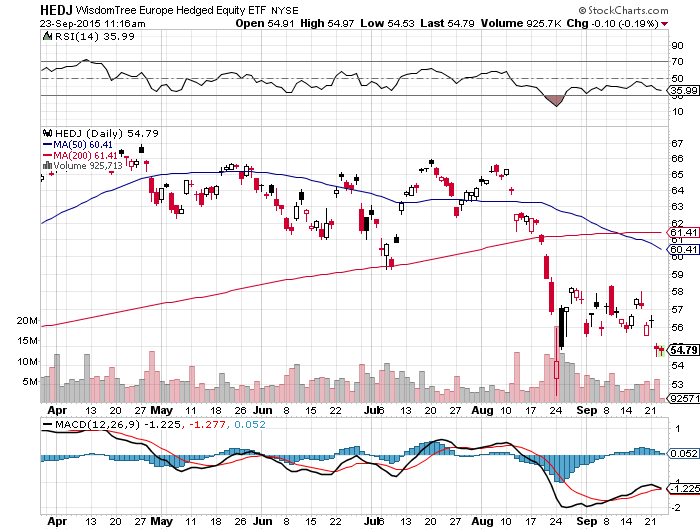 HEDJ WisdomTree Europe Hedged Equity ETF NYSE © StockCharts.com
23-Sep-2015 11:16am Open 54.91 High 54.97 Low 54.53 Last 54.79 Volume 925.7K Chg -0.10 (-0.19%)
RSI(14) 35.99
90
70
50
35.99
30
10
HEDJ (Daily) 54.79
MA(50) 60.41
MA(200) 61.41
Volume 925,713
67
66
65
64
63
62
61.41
61
60.41
59
58
57
56
54.79
54
53
92571
20M
15M
10M
5M
Apr 13 20 27 May 11 18 26 Jun 8 15 22 Jul 6 13 20 27 Aug 10 17 24 Sep 8 14 21
MACD(12,26,9) -1.225, -1.277, 0.052
1
0.052
-1.225
-2
Apr 13 20 27 May 11 18 26 Jun 8 15 22 Jul 6 13 20 27 Aug 10 17 24 Sep 8 14 21